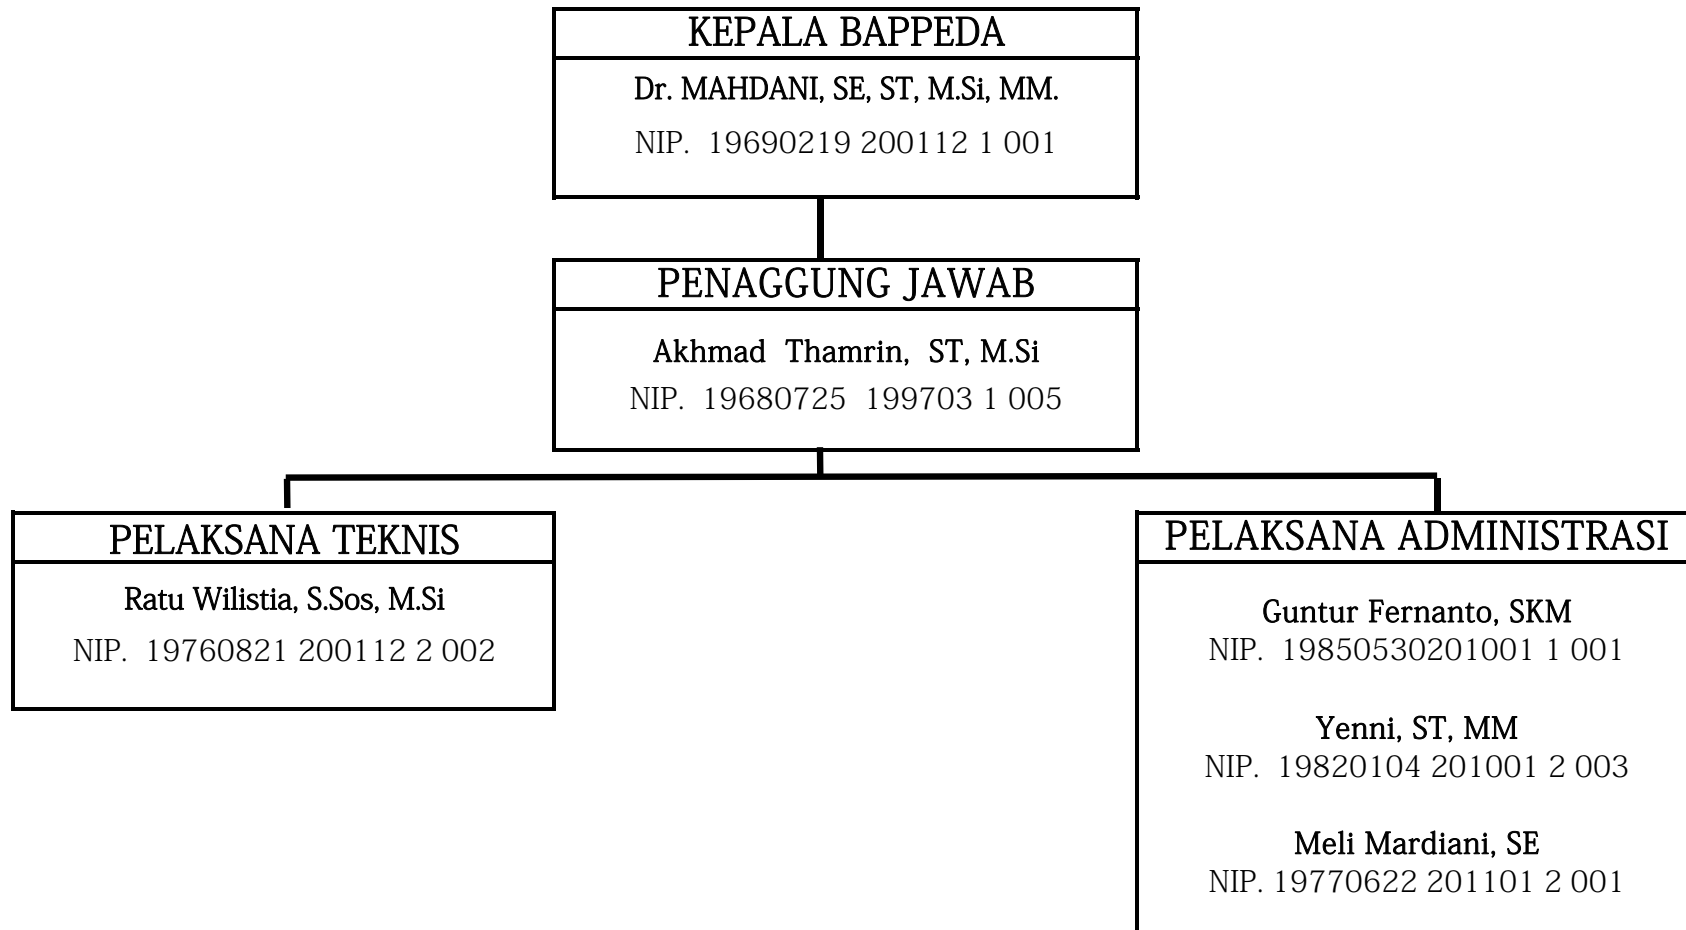 KEPALA BAPPEDA
Dr. MAHDANI, SE, ST, M.Si, MM.
NIP. 19690219 200112 1 001
PENAGGUNG JAWAB
Akhmad Thamrin, ST, M.Si
NIP. 19680725 199703 1 005
PELAKSANA TEKNIS
Ratu Wilistia, S.Sos, M.Si
NIP. 19760821 200112 2 002
PELAKSANA ADMINISTRASI
Guntur Fernanto, SKM
NIP. 19850530201001 1 001
Yenni, ST, MM
NIP. 19820104 201001 2 003
Meli Mardiani, SE
NIP. 19770622 201101 2 001